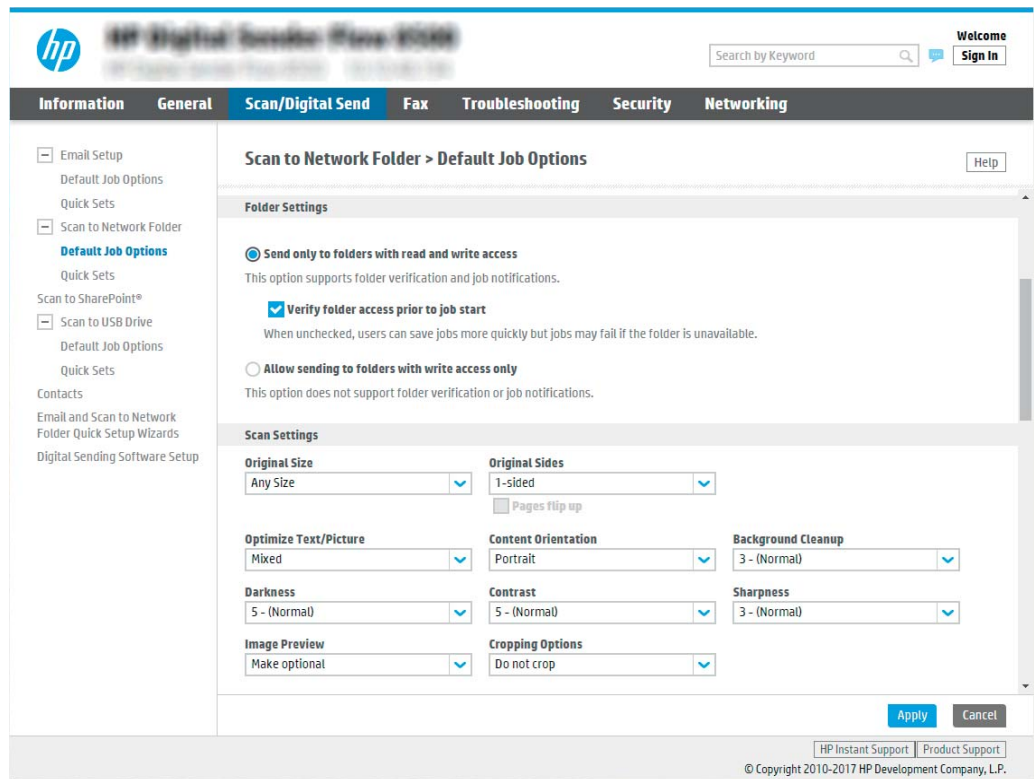 hp
Welcome
Search by Keyword
Sign In
Information General Scan/Digital Send Fax Troubleshooting Security Networking
Email Setup
Default Job Options
Quick Sets
Scan to Network Folder
Default Job Options
Quick Sets
Scan to SharePoint®
Scan to USB Drive
Default Job Options
Quick Sets
Contacts
Email and Scan to Network
Folder Quick Setup Wizards
Digital Sending Software Setup
Scan to Network Folder > Default Job Options
Help
Folder Settings
Send only to folders with read and write access
This option supports folder verification and job notifications.
Verify folder access prior to job start
When unchecked, users can save jobs more quickly but jobs may fail if the folder is unavailable.
Allow sending to folders with write access only
This option does not support folder verification or job notifications.
Scan Settings
Original Size Original Sides
Any Size 1-sided
Pages flip up
Optimize Text/Picture Content Orientation Background Cleanup
Mixed Portrait 3 - (Normal)
Darkness Contrast Sharpness
5 - (Normal) 5 - (Normal) 3 - (Normal)
Image Preview Cropping Options
Make optional Do not crop
Apply Cancel
HP Instant Support Product Support
© Copyright 2010-2017 HP Development Company, L.P.